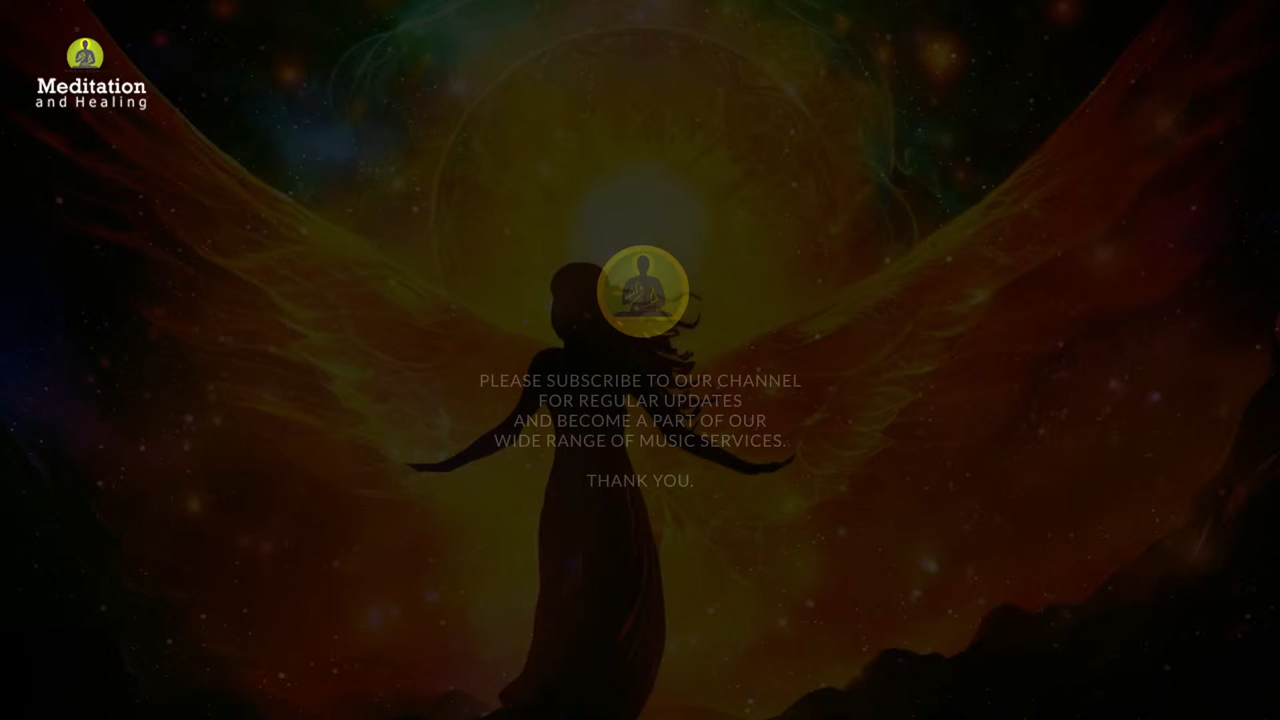 Meditation
and Healing
PLEASE SUBSCRIBE TO OUR CHANNEL
FOR REGULAR UPDATES
AND BECOME A PART OF OUR
WIDE RANGE OF MUSIC SERVICES.
THANK YOU.